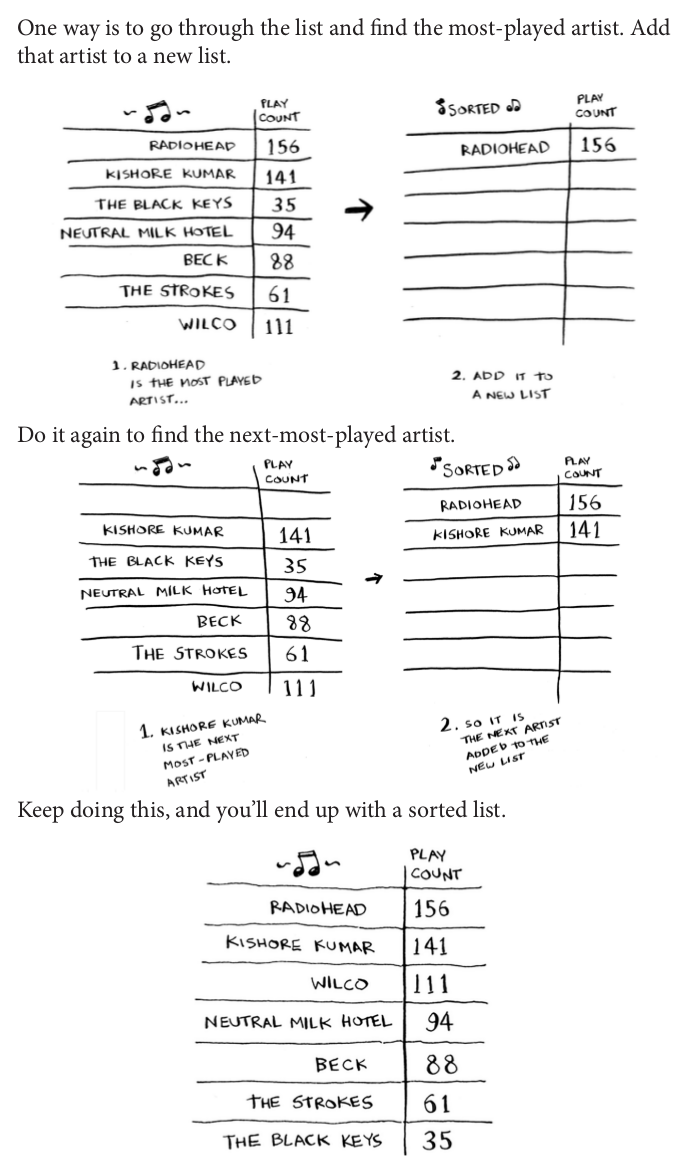 One way is to go through the list and find the most-played artist. Add
that artist to a new list.
PLAY
COUNT
RADIOHEAD 156
KISHORE KUMAR 141
THE BLACK KEYS 35
NEUTRAL MILK HOTEL 94
BECK 88
THE STROKES 61
WILCO 111
1. RADIOHEAD
IS THE MOST PLAYED
ARTIST...
SORTED PLAY
COUNT
RADIOHEAD 156
2. ADD IT TO
A NEW LIST
Do it again to find the next-most-played artist.
PLAY
COUNT
KISHORE KUMAR 141
THE BLACK KEYS 35
NEUTRAL MILK HOTEL 94
BECK 88
THE STROKES 61
WILCO 111
1. KISHORE KUMAR
IS THE NEXT
MOST-PLAYED
ARTIST
SORTED PLAY
COUNT
RADIOHEAD 156
KISHORE KUMAR 141
2. SO IT IS
THE NEXT ARTIST
ADDED TO THE
NEW LIST
Keep doing this, and you’ll end up with a sorted list.
PLAY
COUNT
RADIOHEAD 156
KISHORE KUMAR 141
WILCO 111
NEUTRAL MILK HOTEL 94
BECK 88
THE STROKES 61
THE BLACK KEYS 35